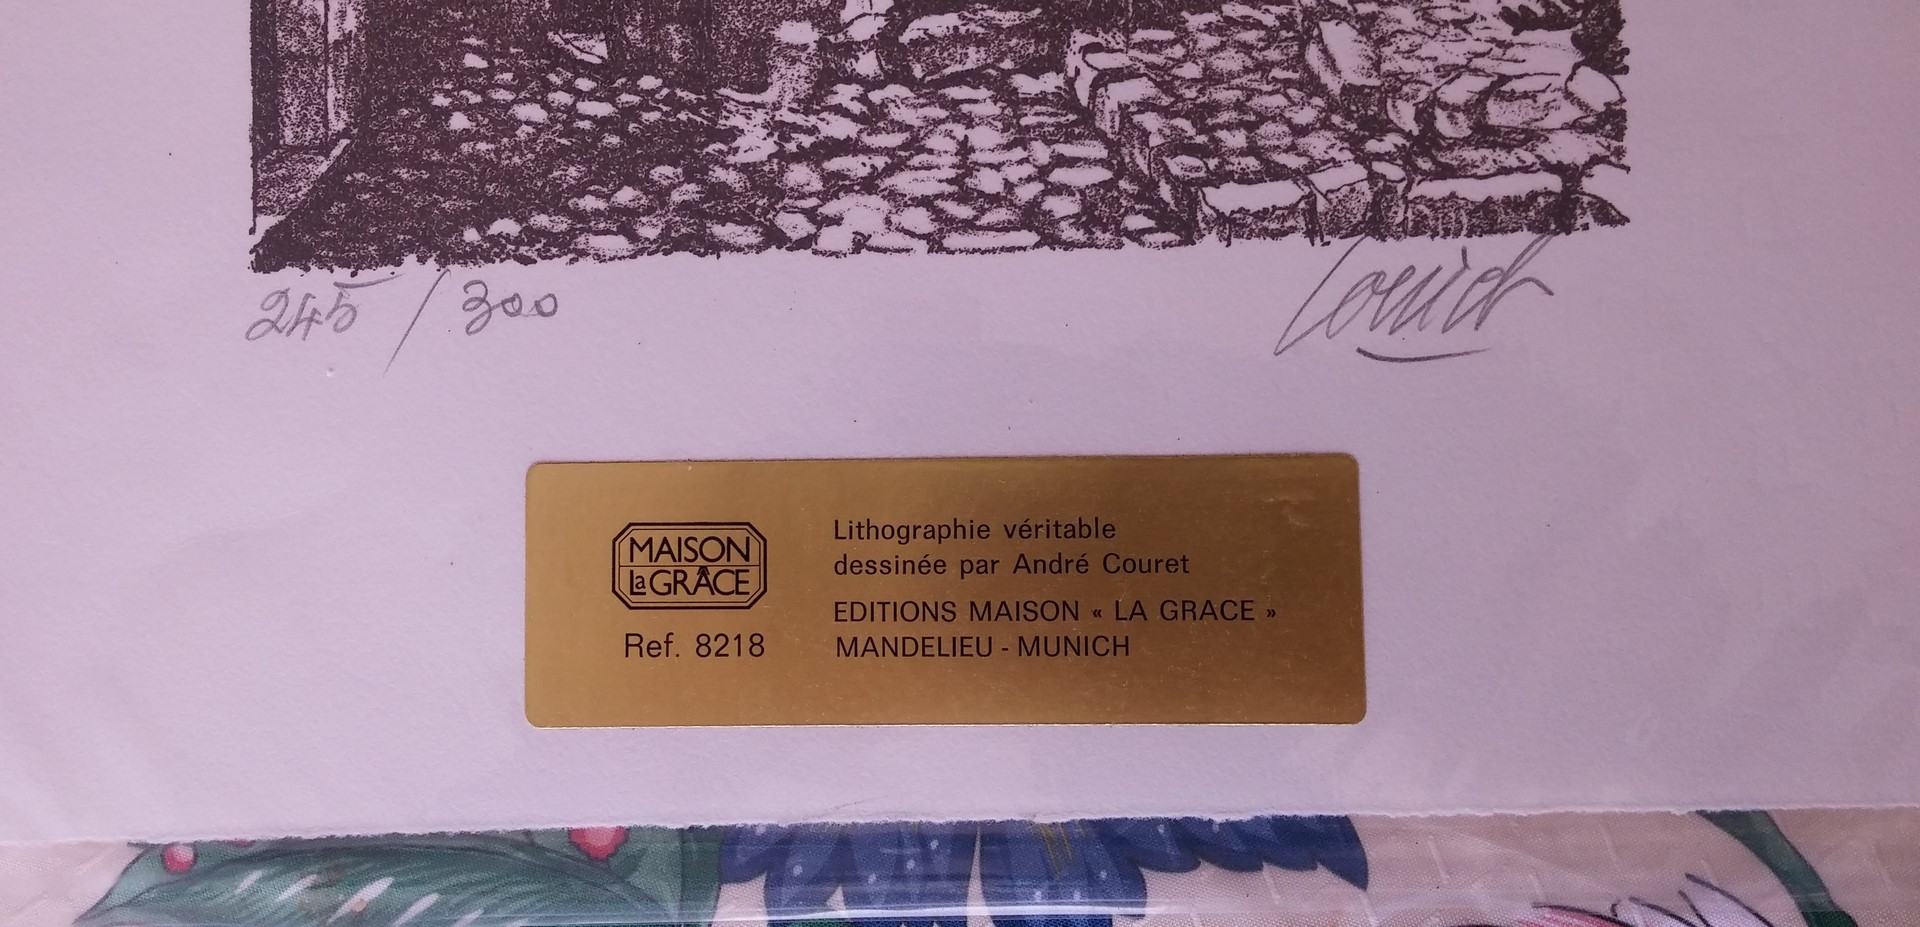 245 / 300
MAISON
La GRÂCE
Ref. 8218
Lithographie véritable
dessinée par André Couret
EDITIONS MAISON « LA GRACE »
MANDELIEU - MUNICH